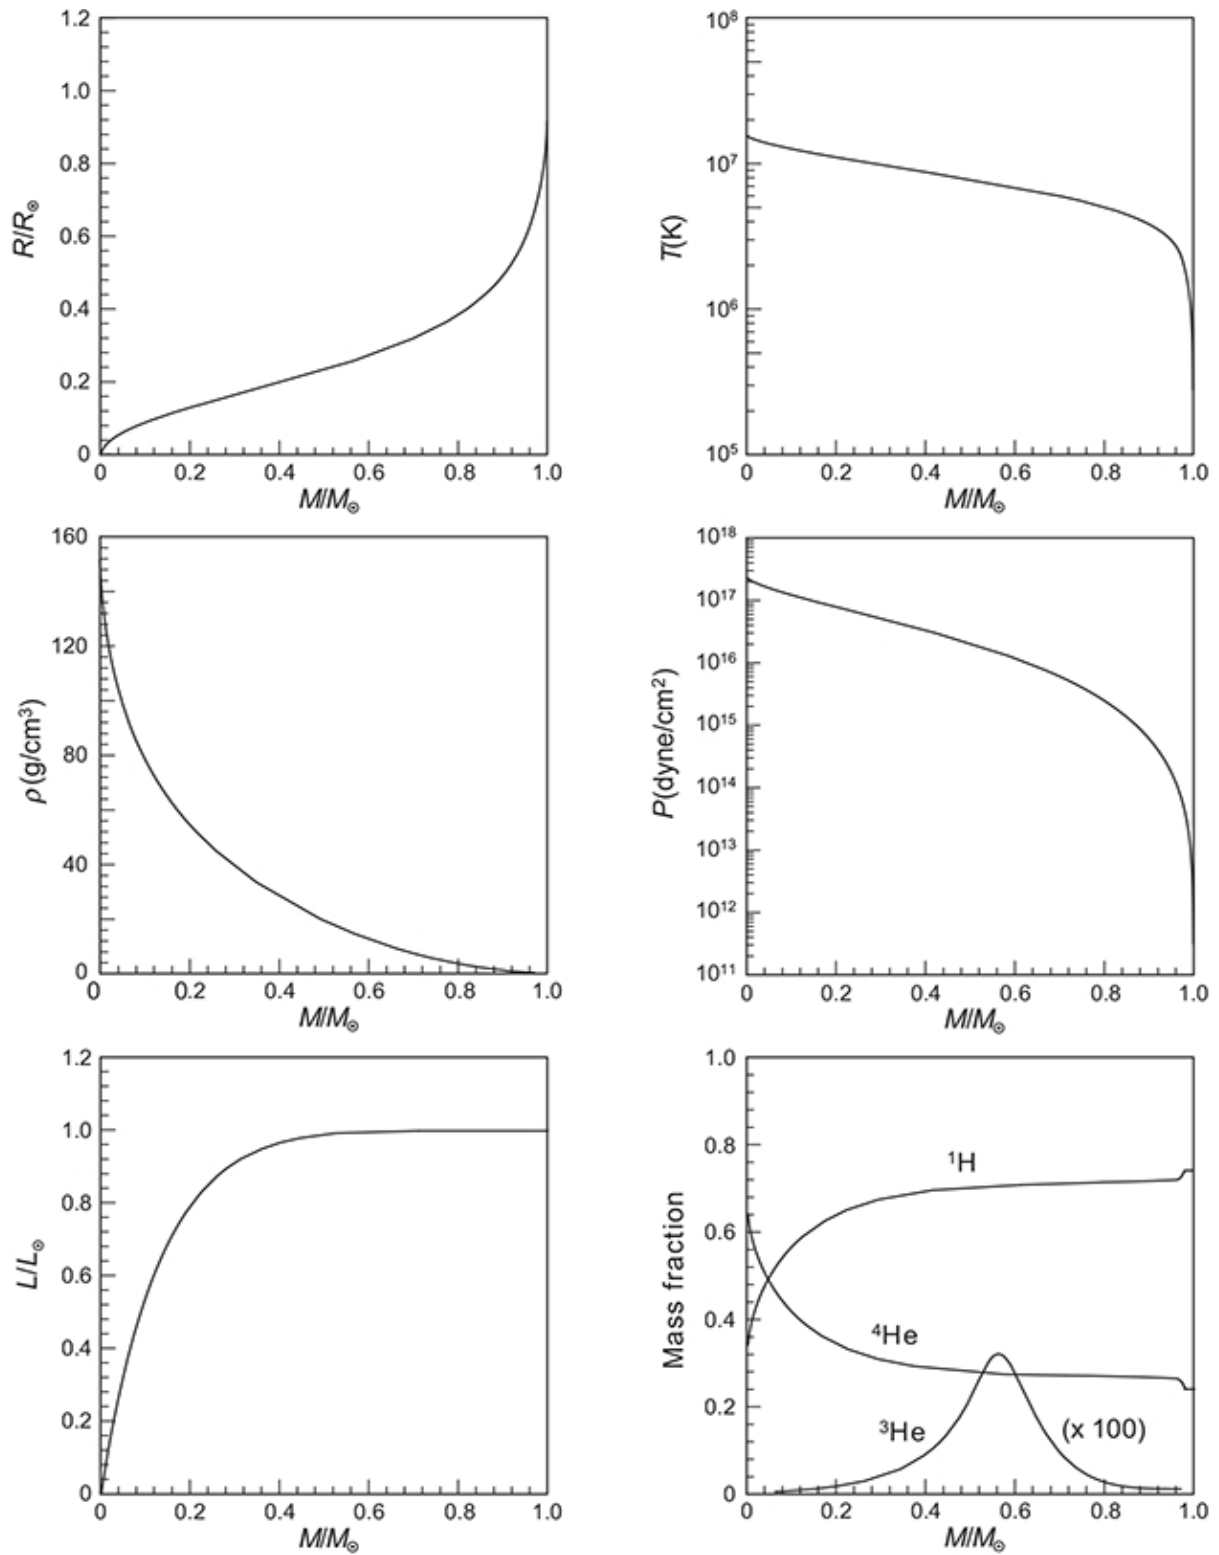 1.2
1.0
0.8
0.6
0.4
0.2
0
R/R☉
0.2 0.4 0.6 0.8 1.0
M/M☉
10⁸
10⁷
10⁶
10⁵
T(K)
0 0.2 0.4 0.6 0.8 1.0
M/M☉
160
120
80
40
0
ρ(g/cm³)
0 0.2 0.4 0.6 0.8 1.0
M/M☉
10¹⁸
10¹⁷
10¹⁶
10¹⁵
10¹⁴
10¹³
10¹²
10¹¹
P(dyne/cm²)
0 0.2 0.4 0.6 0.8 1.0
M/M☉
1.2
1.0
0.8
0.6
0.4
0.2
0
L/L☉
0 0.2 0.4 0.6 0.8 1.0
M/M☉
1.0
0.8
0.6
0.4
0.2
0
Mass fraction
¹H
⁴He
³He (x 100)
0 0.2 0.4 0.6 0.8 1.0
M/M☉